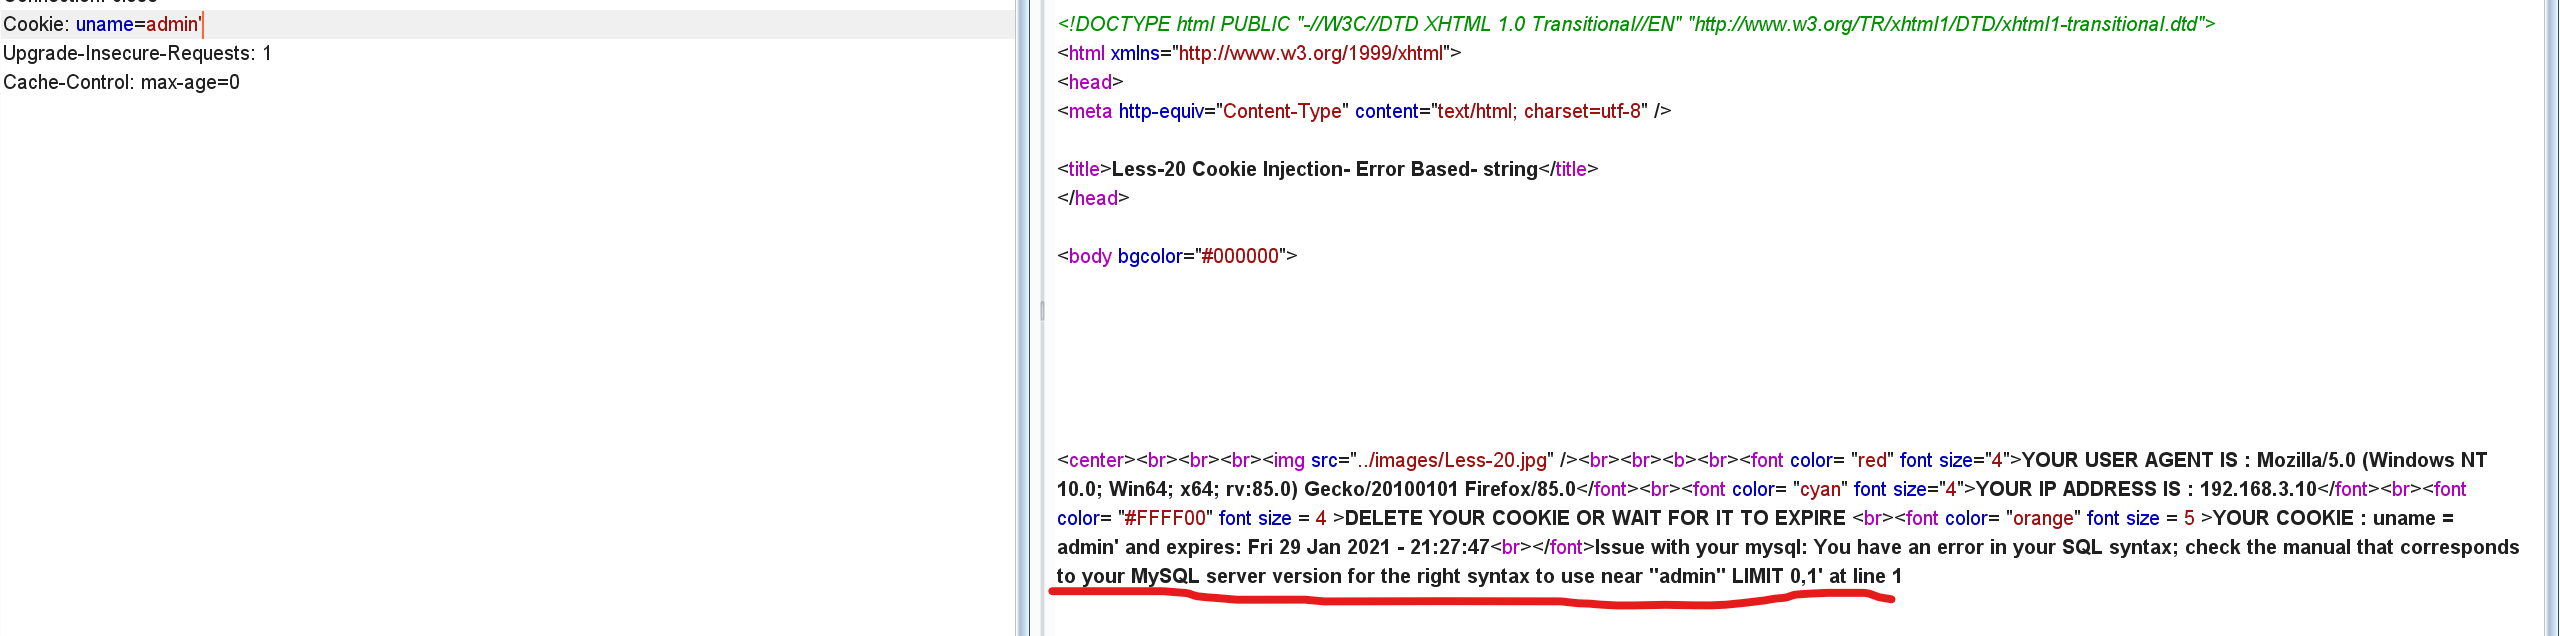 Cookie: uname=admin'
Upgrade-Insecure-Requests: 1
Cache-Control: max-age=0
<!DOCTYPE html PUBLIC "-//W3C//DTD XHTML 1.0 Transitional//EN" "http://www.w3.org/TR/xhtml1/DTD/xhtml1-transitional.dtd">
<html xmlns="http://www.w3.org/1999/xhtml">
<head>
<meta http-equiv="Content-Type" content="text/html; charset=utf-8" />
<title>Less-20 Cookie Injection- Error Based- string</title>
</head>
<body bgcolor="#000000">
<center><br><br><br><img src="../images/Less-20.jpg" /><br><br><b><br><font color= "red" font size="4">YOUR USER AGENT IS : Mozilla/5.0 (Windows NT
10.0; Win64; x64; rv:85.0) Gecko/20100101 Firefox/85.0</font><br><font color= "cyan" font size="4">YOUR IP ADDRESS IS : 192.168.3.10</font><br><font
color= "#FFFF00" font size = 4 >DELETE YOUR COOKIE OR WAIT FOR IT TO EXPIRE <br><font color= "orange" font size = 5 >YOUR COOKIE : uname =
admin' and expires: Fri 29 Jan 2021 - 21:27:47<br></font>Issue with your mysql: You have an error in your SQL syntax; check the manual that corresponds
to your MySQL server version for the right syntax to use near ''admin'' LIMIT 0,1' at line 1